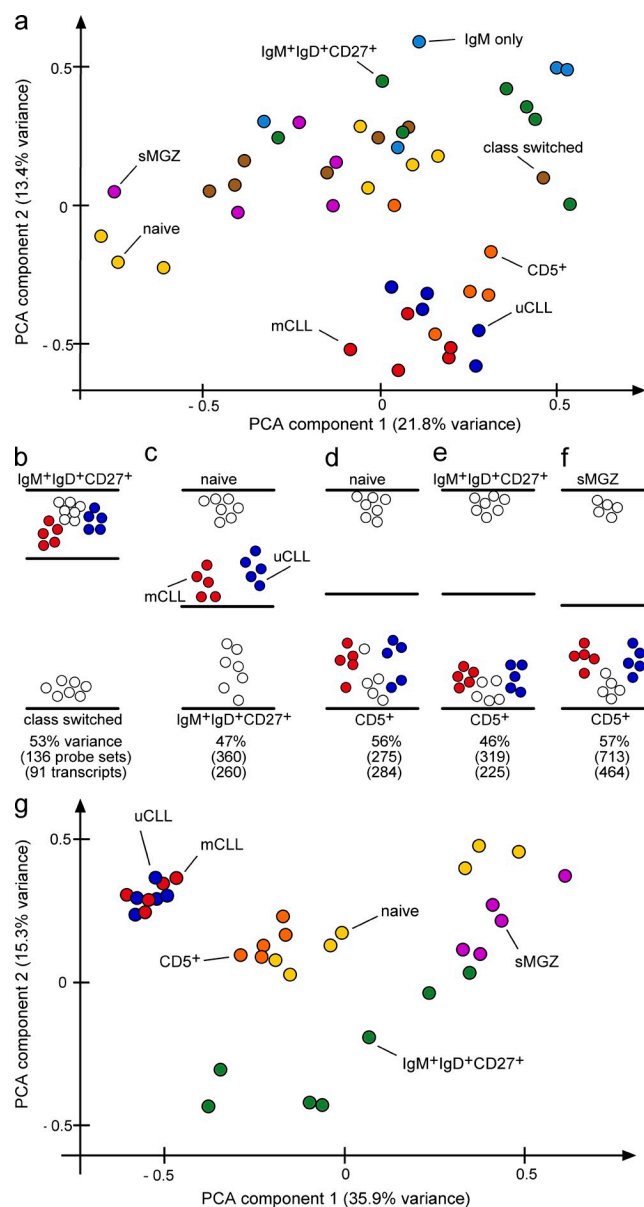 a
IgM only
IgM+IgD+CD27+
0.5
class switched
sMGZ
0
naive
CD5+
uCLL
mCLL
- 0.5
PCA component 2 (13.4% variance)
- 0.5
0
0.5
PCA component 1 (21.8% variance)
b
c
d
e
f
IgM+IgD+CD27+
naive
naive
IgM+IgD+CD27+
sMGZ
uCLL
mCLL
class switched
IgM+IgD+CD27+
CD5+
CD5+
CD5+
53% variance
(136 probe sets)
(91 transcripts)
47%
(360)
(260)
56%
(275)
(284)
46%
(319)
(225)
57%
(713)
(464)
g
uCLL
mCLL
0.5
naive
CD5+
sMGZ
0
IgM+IgD+CD27+
- 0.5
PCA component 2 (15.3% variance)
- 0.5
0
0.5
PCA component 1 (35.9% variance)